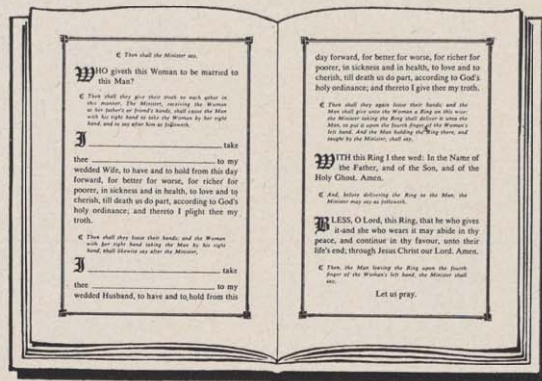 ☾ Then shall the Minister say,
WHO giveth this Woman to be married to
this Man?
☾ Then shall they give their troth to each other in
this manner. The Minister, receiving the Woman
at her father's or friend's hands, shall cause the Man
with his right hand to take the Woman by her right
hand, and to say after him as followeth.
I ____________ take
thee ____________ to my
wedded Wife, to have and to hold from this day
forward, for better for worse, for richer for
poorer, in sickness and in health, to love and to
cherish, till death us do part, according to God's
holy ordinance; and thereto I plight thee my
troth.
☾ Then shall they loose their hands; and the Woman
with her right hand taking the Man by his right
hand, shall likewise say after the Minister,
I ____________ take
thee ____________ to my
wedded Husband, to have and to hold from this
day forward, for better for worse, for richer for
poorer, in sickness and in health, to love and to
cherish, till death us do part, according to God's
holy ordinance; and thereto I give thee my troth.
☾ Then shall they again loose their hands; and the
Man shall give unto the Woman a Ring on this wise:
the Minister taking the Ring shall deliver it unto the
Man, to put it upon the fourth finger of the Woman's
left hand. And the Man holding the Ring there, and
taught by the Minister, shall say,
WITH this Ring I thee wed: In the Name of
the Father, and of the Son, and of the
Holy Ghost. Amen.
☾ And, before delivering the Ring to the Man, the
Minister may say as followeth.
BLESS, O Lord, this Ring, that he who gives
it and she who wears it may abide in thy
peace, and continue in thy favour, unto their
life's end; through Jesus Christ our Lord. Amen.
☾ Then, the Man leaving the Ring upon the fourth
finger of the Woman's left hand, the Minister shall
say,
Let us pray.